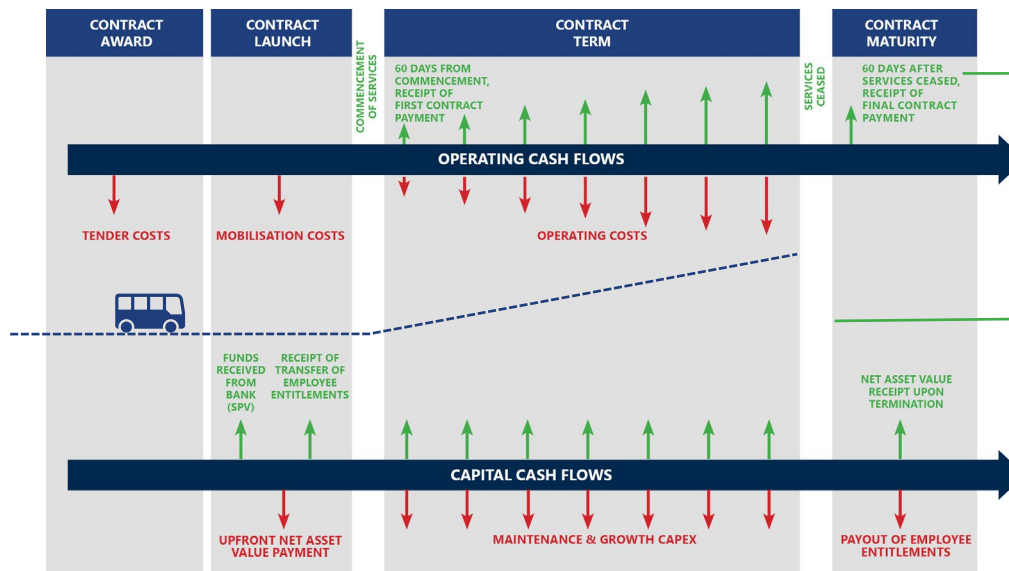 CONTRACT
AWARD
CONTRACT
LAUNCH
COMMENCEMENT
OF SERVICES
CONTRACT
TERM
SERVICES
CEASED
CONTRACT
MATURITY
60 DAYS FROM
COMMENCEMENT,
RECEIPT OF
FIRST CONTRACT
PAYMENT
60 DAYS AFTER
SERVICES CEASED,
RECEIPT OF
FINAL CONTRACT
PAYMENT
OPERATING CASH FLOWS
TENDER COSTS
MOBILISATION COSTS
OPERATING COSTS
FUNDS
RECEIVED
FROM
BANK
(SPV)
RECEIPT OF
TRANSFER OF
EMPLOYEE
ENTITLEMENTS
NET ASSET VALUE
RECEIPT UPON
TERMINATION
CAPITAL CASH FLOWS
UPFRONT NET ASSET
VALUE PAYMENT
MAINTENANCE & GROWTH CAPEX
PAYOUT OF EMPLOYEE
ENTITLEMENTS